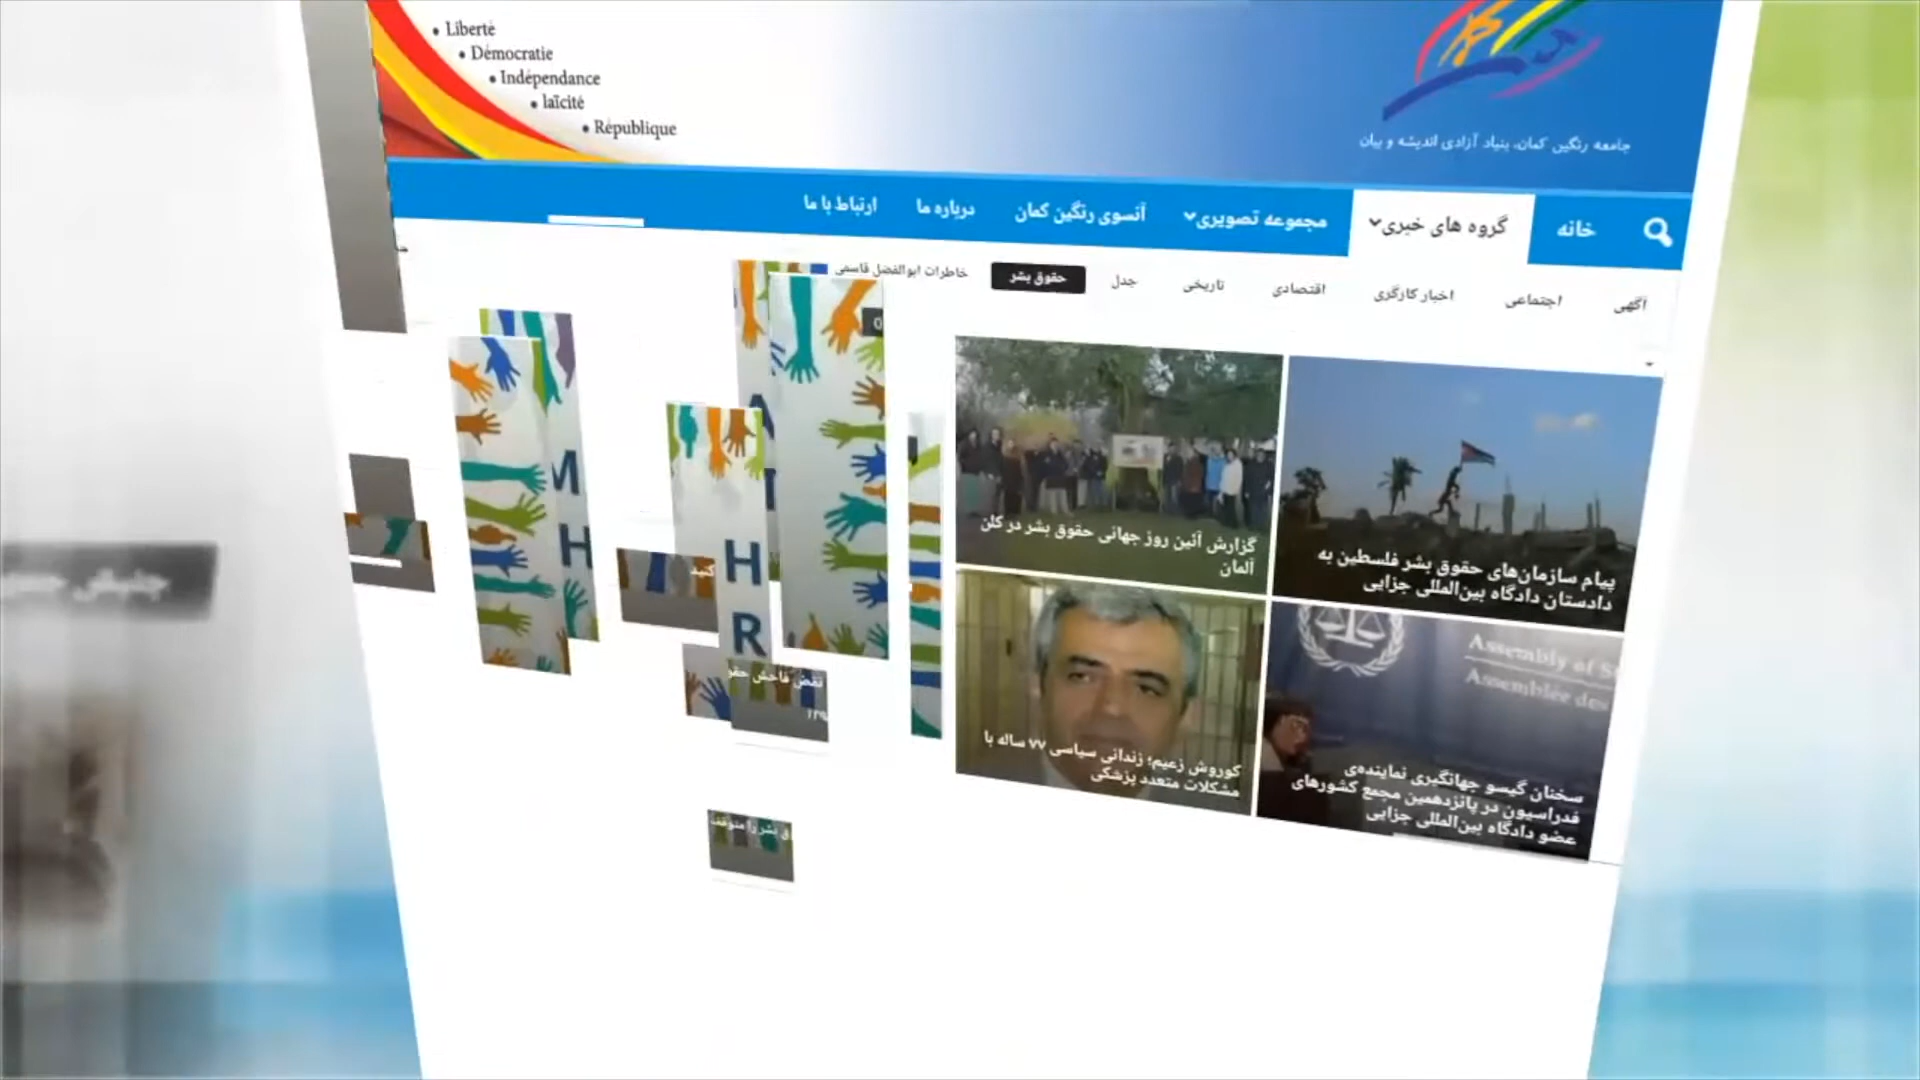 Liberté
Démocratie
Indépendance
laïcité
République
جامعه رنگین کمان، بنیاد آزادی اندیشه و بیان
خانه
گروه های خبری
مجموعه تصویری
آنسوی رنگین کمان
درباره ما
ارتباط با ما
آگهی
اجتماعی
اخبار کارگری
اقتصادی
تاریخی
جدل
حقوق بشر
خاطرات ابوالفضل قاسمی
پیام سازمان‌های حقوق بشر فلسطین به
دادستان دادگاه بین‌المللی جزایی
گزارش آئین روز جهانی حقوق بشر در کلن
آلمان
Assembly of
Assemblée des
سخنان گیسو جهانگیری نماینده‌ی
فدراسیون در پانزدهمین مجمع کشورهای
عضو دادگاه بین‌المللی جزایی
کوروش زعیم؛ زندانی سیاسی ۷۷ ساله با
مشکلات متعدد پزشکی
M
H
H
R
کنید
نقض فاحش